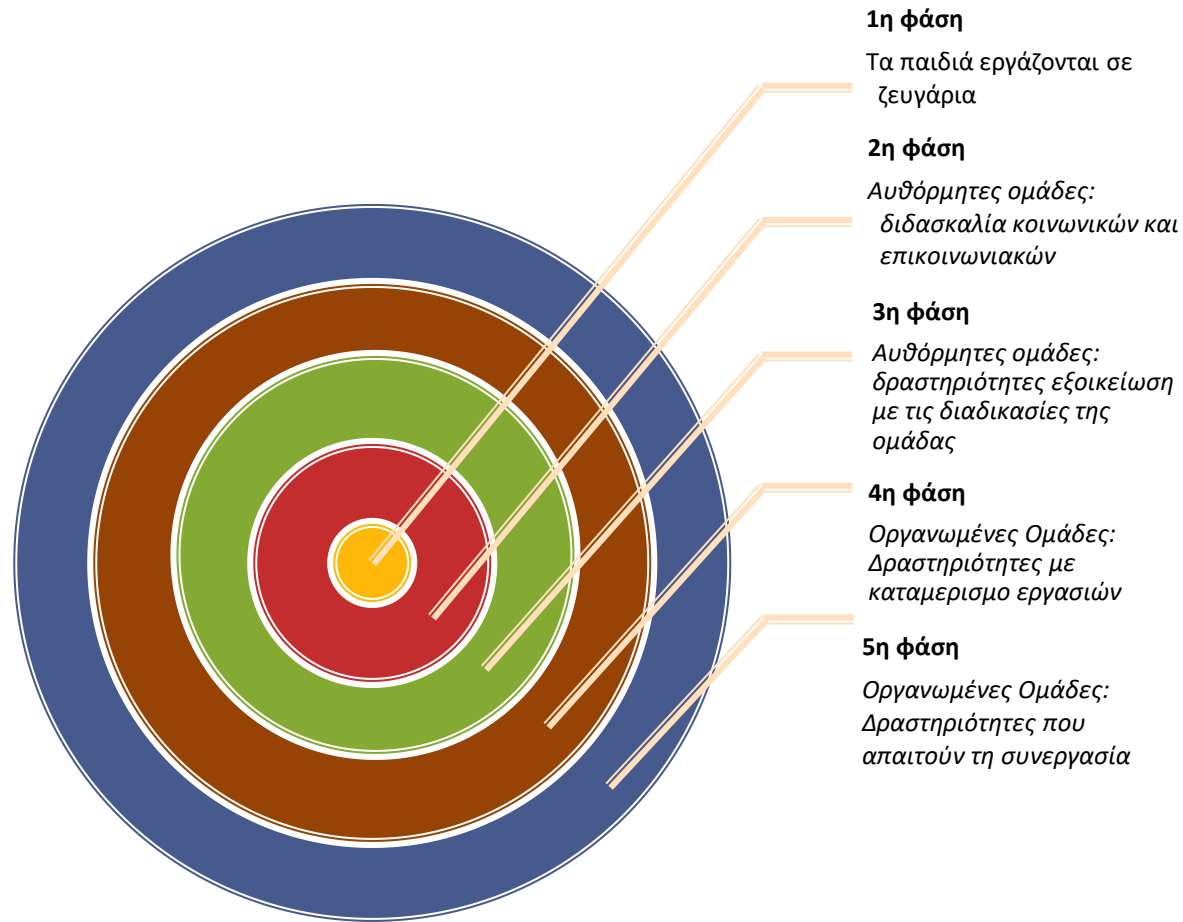 1η φάση
Τα παιδιά εργάζονται σε
ζευγάρια
2η φάση
Αυθόρμητες ομάδες:
διδασκαλία κοινωνικών και
επικοινωνιακών
3η φάση
Αυθόρμητες ομάδες:
δραστηριότητες εξοικείωση
με τις διαδικασίες της
ομάδας
4η φάση
Οργανωμένες Ομάδες:
Δραστηριότητες με
καταμερισμο εργασιών
5η φάση
Οργανωμένες Ομάδες:
Δραστηριότητες που
απαιτούν τη συνεργασία